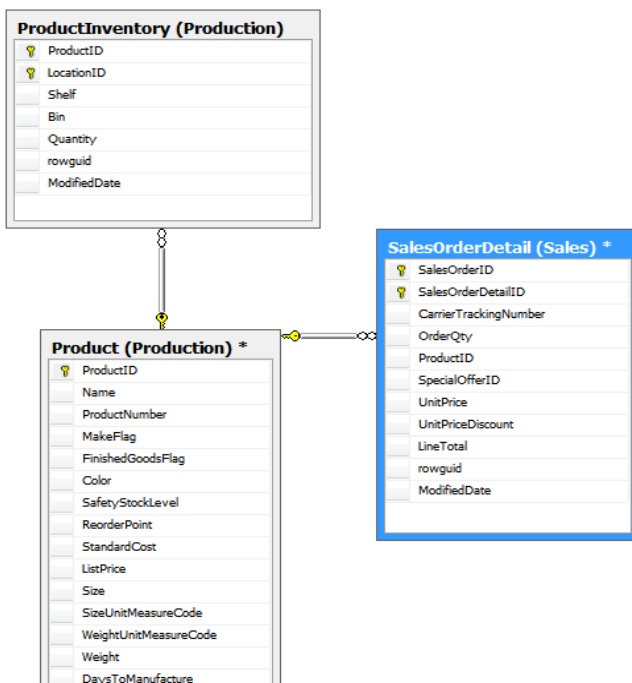 ProductInventory (Production)
ProductID
LocationID
Shelf
Bin
Quantity
rowguid
ModifiedDate
SalesOrderDetail (Sales) *
SalesOrderID
SalesOrderDetailID
CarrierTrackingNumber
OrderQty
ProductID
SpecialOfferID
UnitPrice
UnitPriceDiscount
LineTotal
rowguid
ModifiedDate
Product (Production) *
ProductID
Name
ProductNumber
MakeFlag
FinishedGoodsFlag
Color
SafetyStockLevel
ReorderPoint
StandardCost
ListPrice
Size
SizeUnitMeasureCode
WeightUnitMeasureCode
Weight
DaysToManufacture